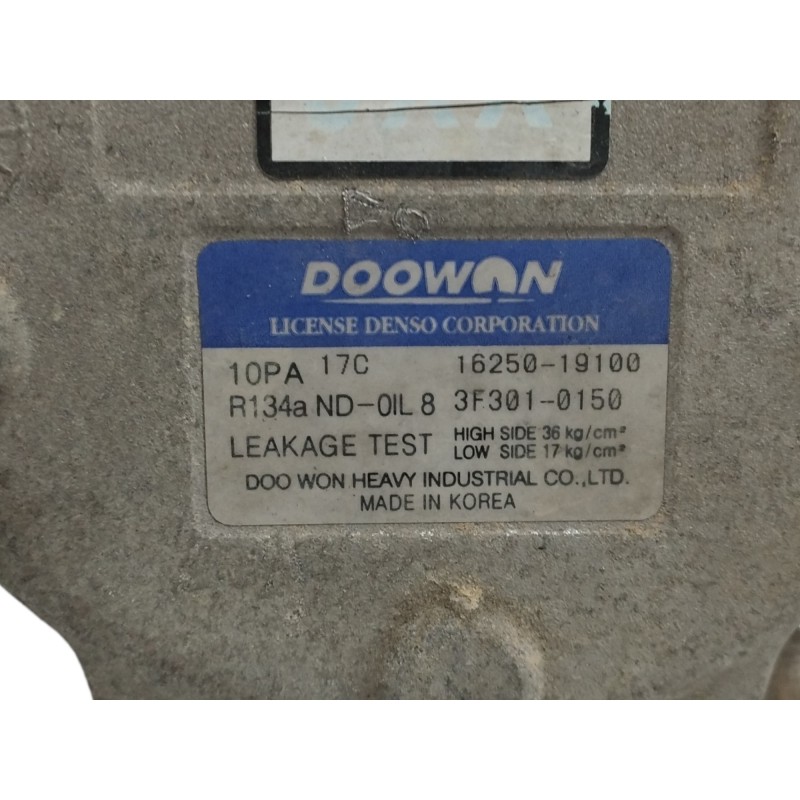 DOOWON
LICENSE DENSO CORPORATION
10PA 17C 16250-19100
R134a ND-OIL 8 3F301-0150
LEAKAGE TEST HIGH SIDE 36 kg/cm²
LOW SIDE 17 kg/cm²
DOO WON HEAVY INDUSTRIAL CO.,LTD.
MADE IN KOREA